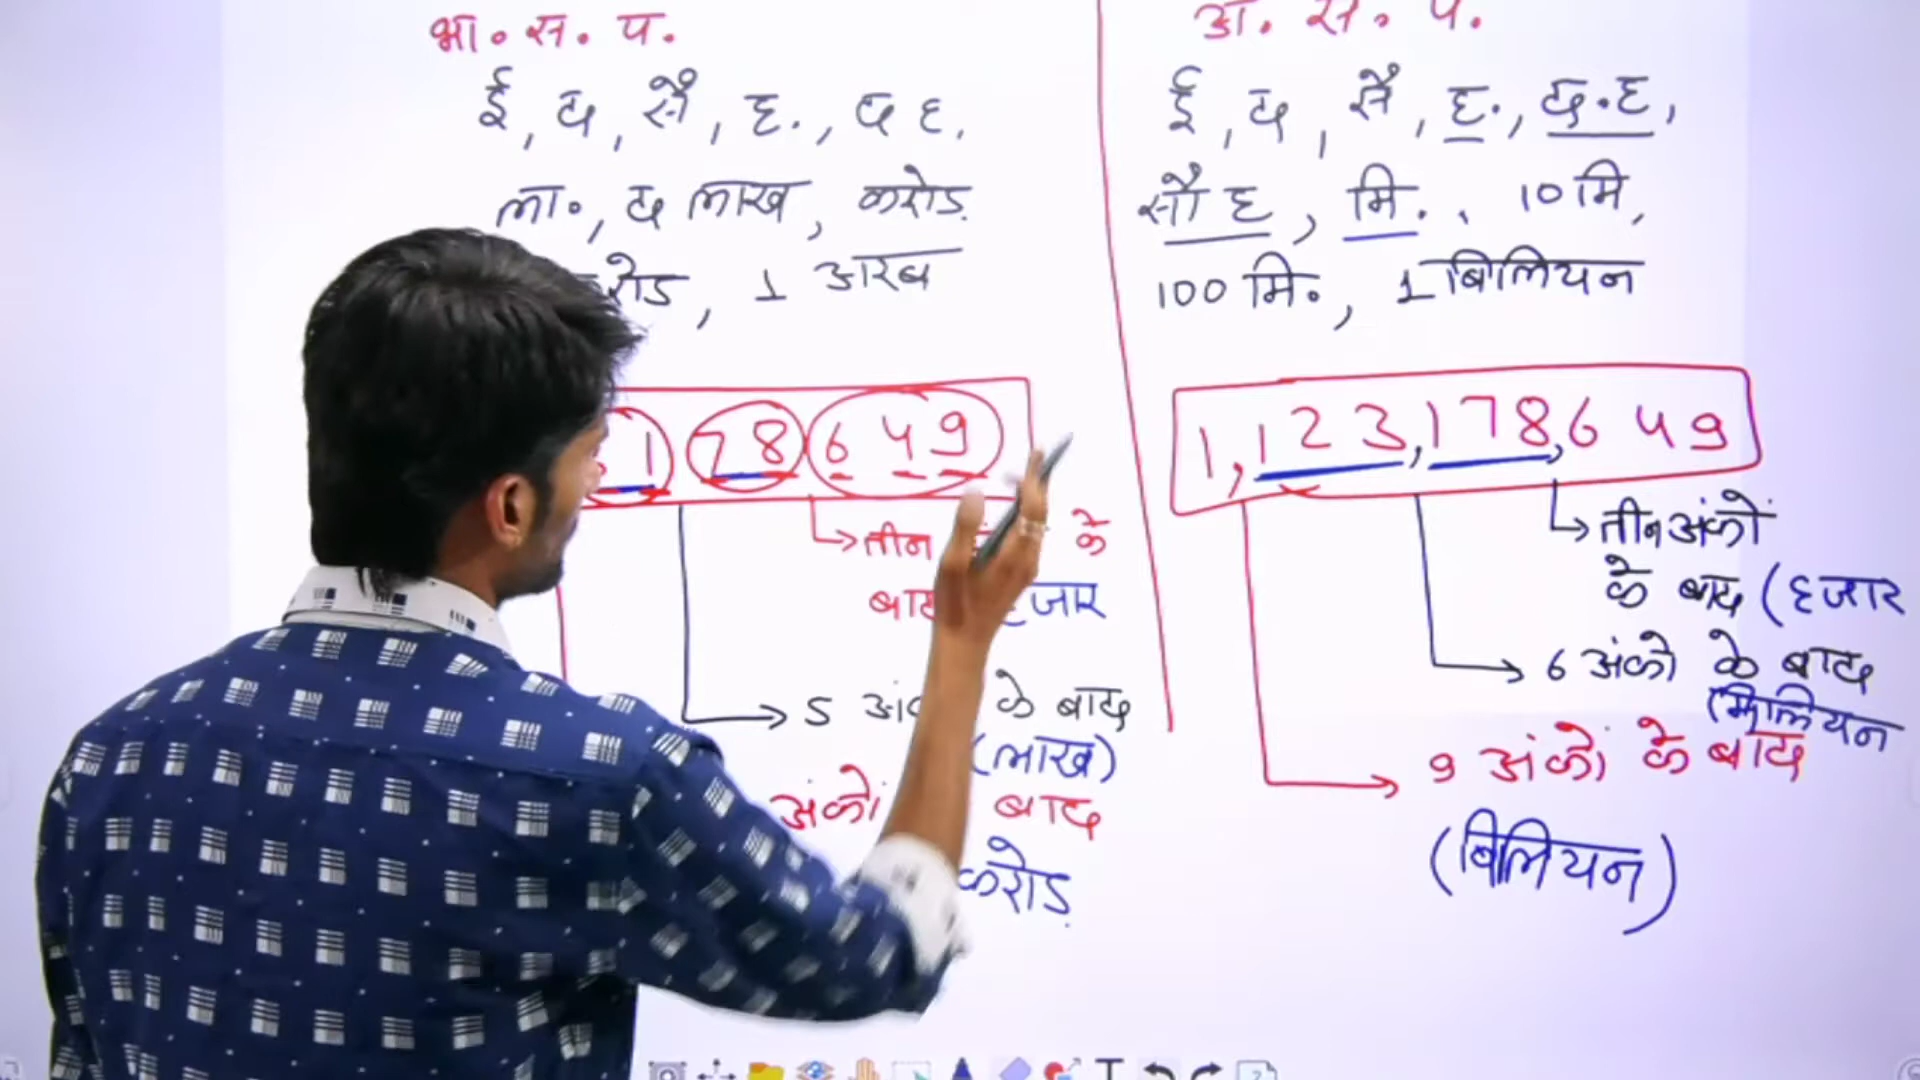 भा. स. प.
ई, द, सै, ह., द ह,
ला., द लाख, करोड़
रोड, 1 अरब
1 78 6 4 9
तीन के
बाद हजार
5 अंको के बाद
(लाख)
अंकों बाद
करोड़
अ. स. प.
ई, द, सै, ह., द.ह,
सौ ह, मि., 10 मि,
100 मि., 1 बिलियन
1,123,178,649
तीन अंकों
के बाद (हजार
6 अंको के बाद
(मिलियन
9 अंकों के बाद
(बिलियन)